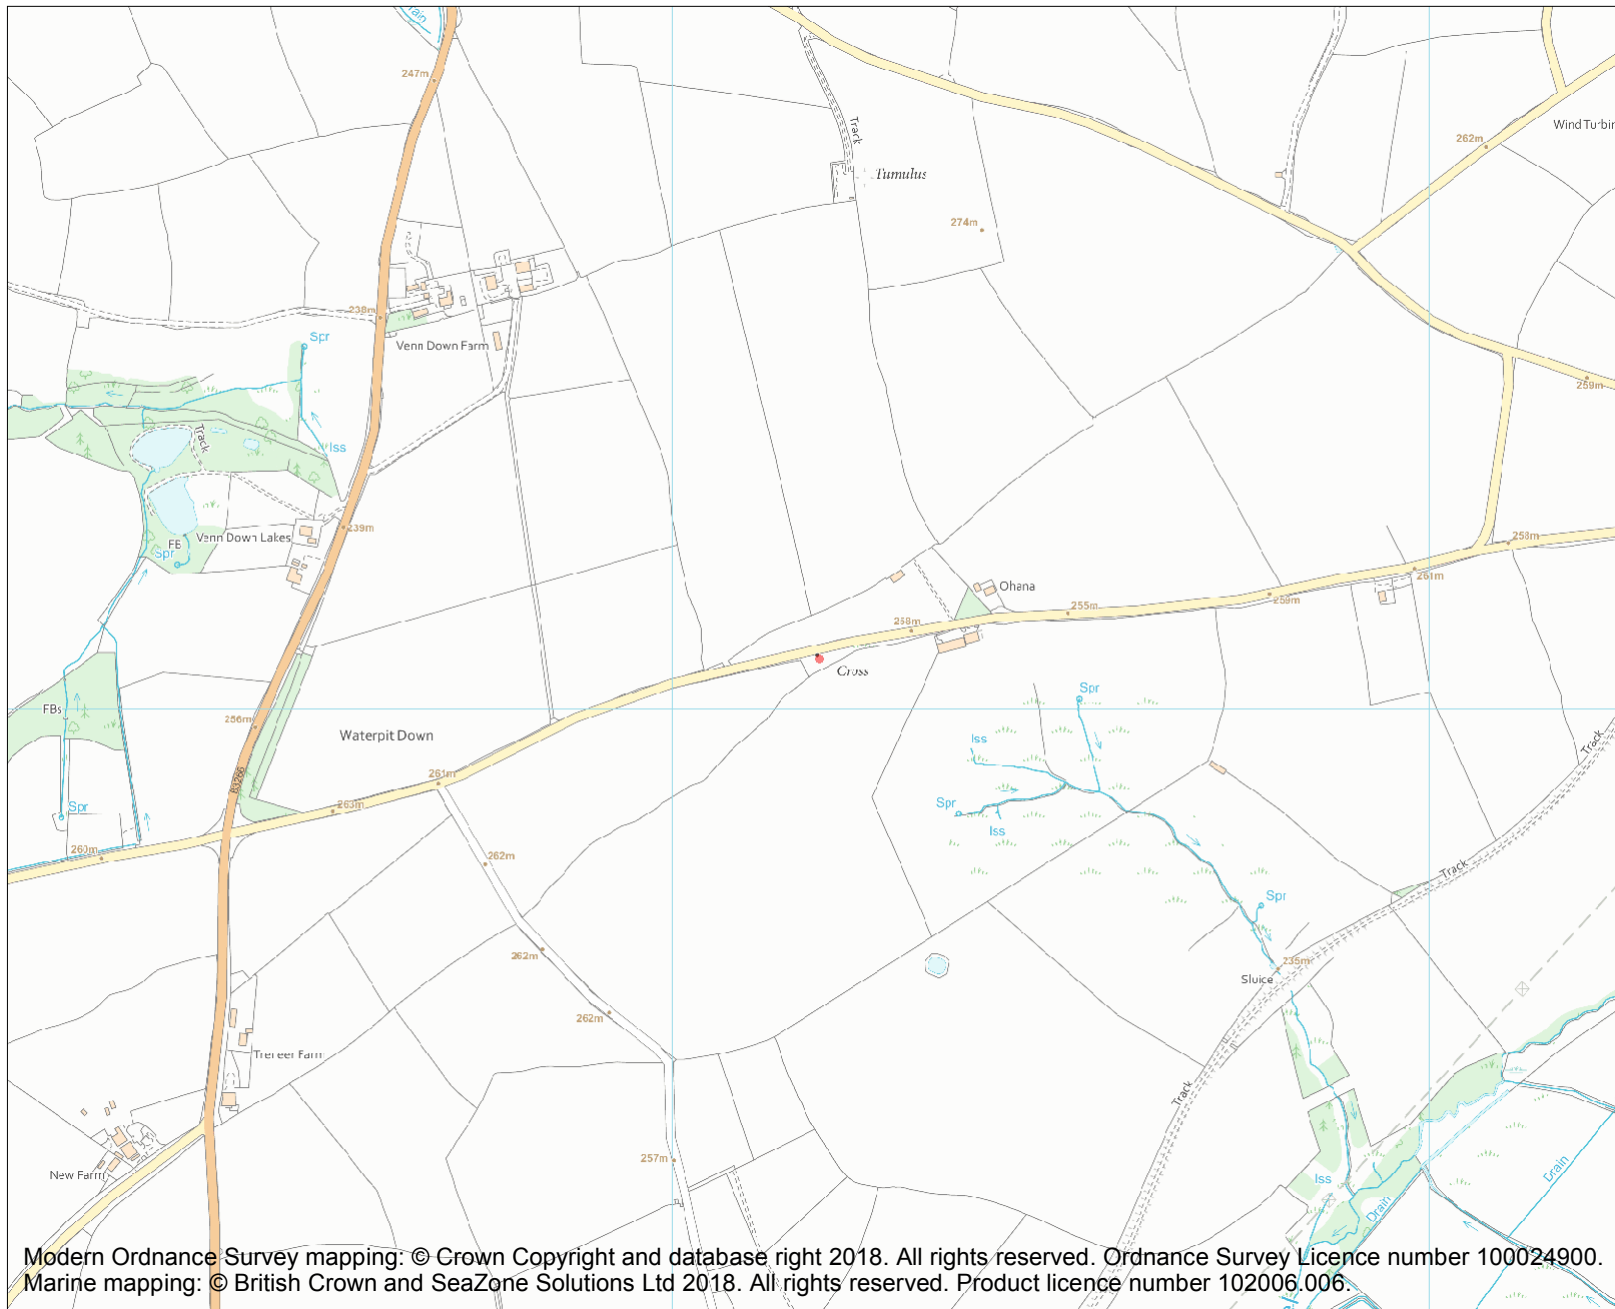 Drain
247m
Track
262m
Wind Turbin
Tumulus
274m
238m
Spr
Venn Down Farm
259m
Track
Iss
239m
Venn Down Lakes
FB
Spr
258m
261m
Ohana
259m
255m
258m
Cross
Spr
FBs
256m
Waterpit Down
Iss
Track
261m
B3266
Spr
263m
Spr
Iss
260m
262m
Track
Spr
262m
235m
Sluice
262m
Treneer Farm
Track
257m
New Farm
Iss
Drain
Drain
Modern Ordnance Survey mapping: © Crown Copyright and database right 2018. All rights reserved. Ordnance Survey Licence number 100024900.
Marine mapping: © British Crown and SeaZone Solutions Ltd 2018. All rights reserved. Product licence number 102006.006.